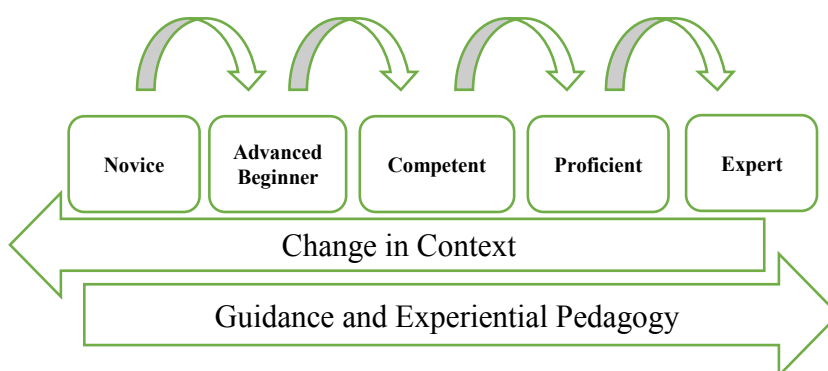 Novice
Advanced
Beginner
Competent
Proficient
Expert
Change in Context
Guidance and Experiential Pedagogy